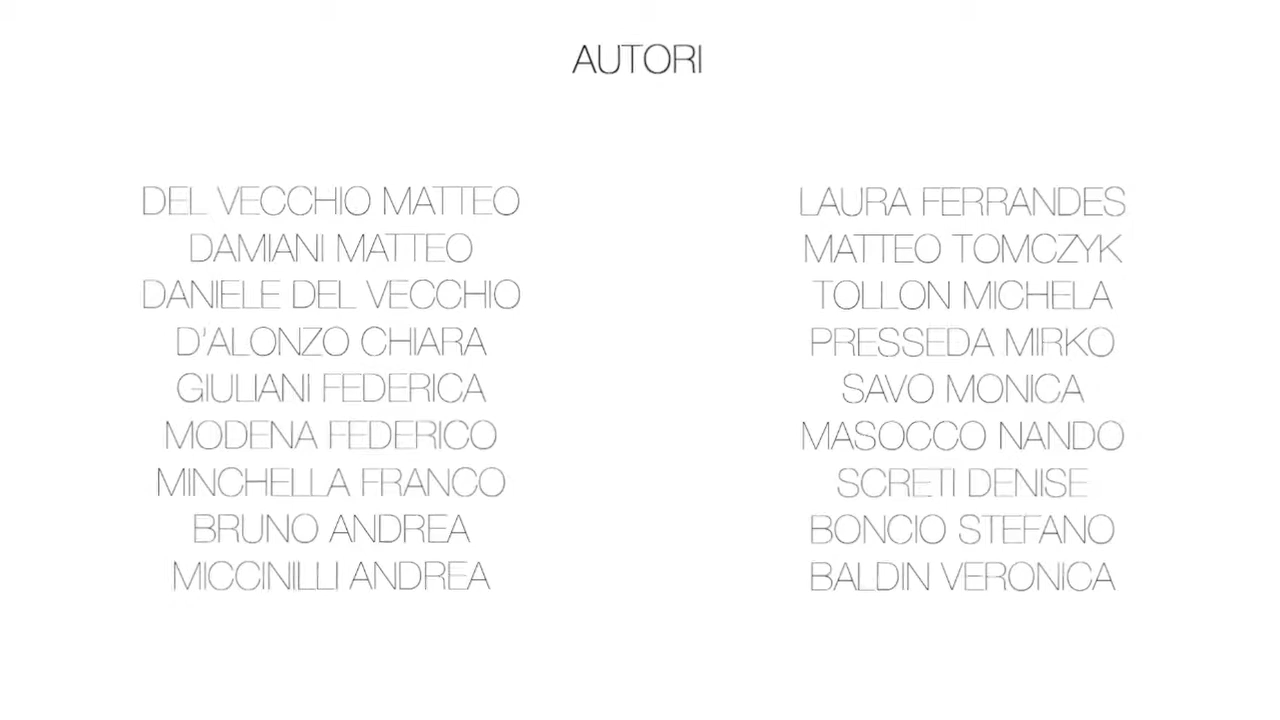 AUTORI
DEL VECCHIO MATTEO
DAMIANI MATTEO
DANIELE DEL VECCHIO
D'ALONZO CHIARA
GIULIANI FEDERICA
MODENA FEDERICO
MINCHELLA FRANCO
BRUNO ANDREA
MICCINILLI ANDREA
LAURA FERRANDES
MATTEO TOMCZYK
TOLLON MICHELA
PRESSEDA MIRKO
SAVO MONICA
MASOCCO NANDO
SCRETI DENISE
BONCIO STEFANO
BALDIN VERONICA